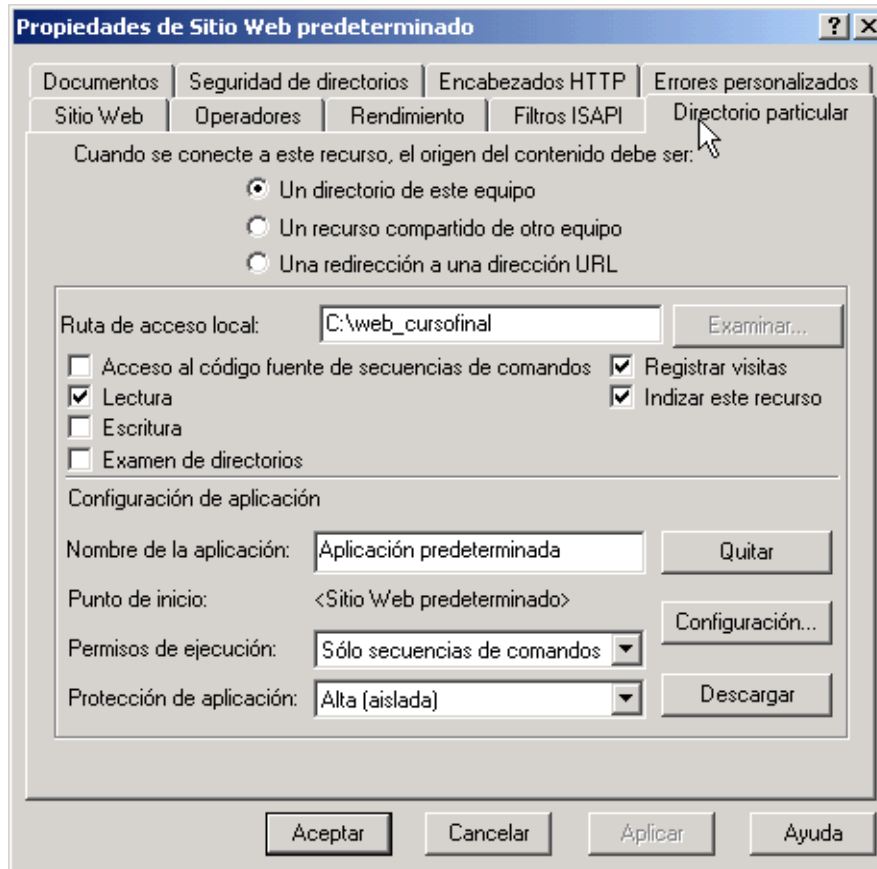 Propiedades de Sitio Web predeterminado
Documentos Seguridad de directorios Encabezados HTTP Errores personalizados
Sitio Web Operadores Rendimiento Filtros ISAPI Directorio particular
Cuando se conecte a este recurso, el origen del contenido debe ser:
Un directorio de este equipo
Un recurso compartido de otro equipo
Una redirección a una dirección URL
Ruta de acceso local: C:\web_cursofinal Examinar...
Acceso al código fuente de secuencias de comandos Registrar visitas
Lectura Indizar este recurso
Escritura
Examen de directorios
Configuración de aplicación
Nombre de la aplicación: Aplicación predeterminada Quitar
Punto de inicio: <Sitio Web predeterminado>
Configuración...
Permisos de ejecución: Sólo secuencias de comandos
Protección de aplicación: Alta (aislada) Descargar
Aceptar Cancelar Aplicar Ayuda